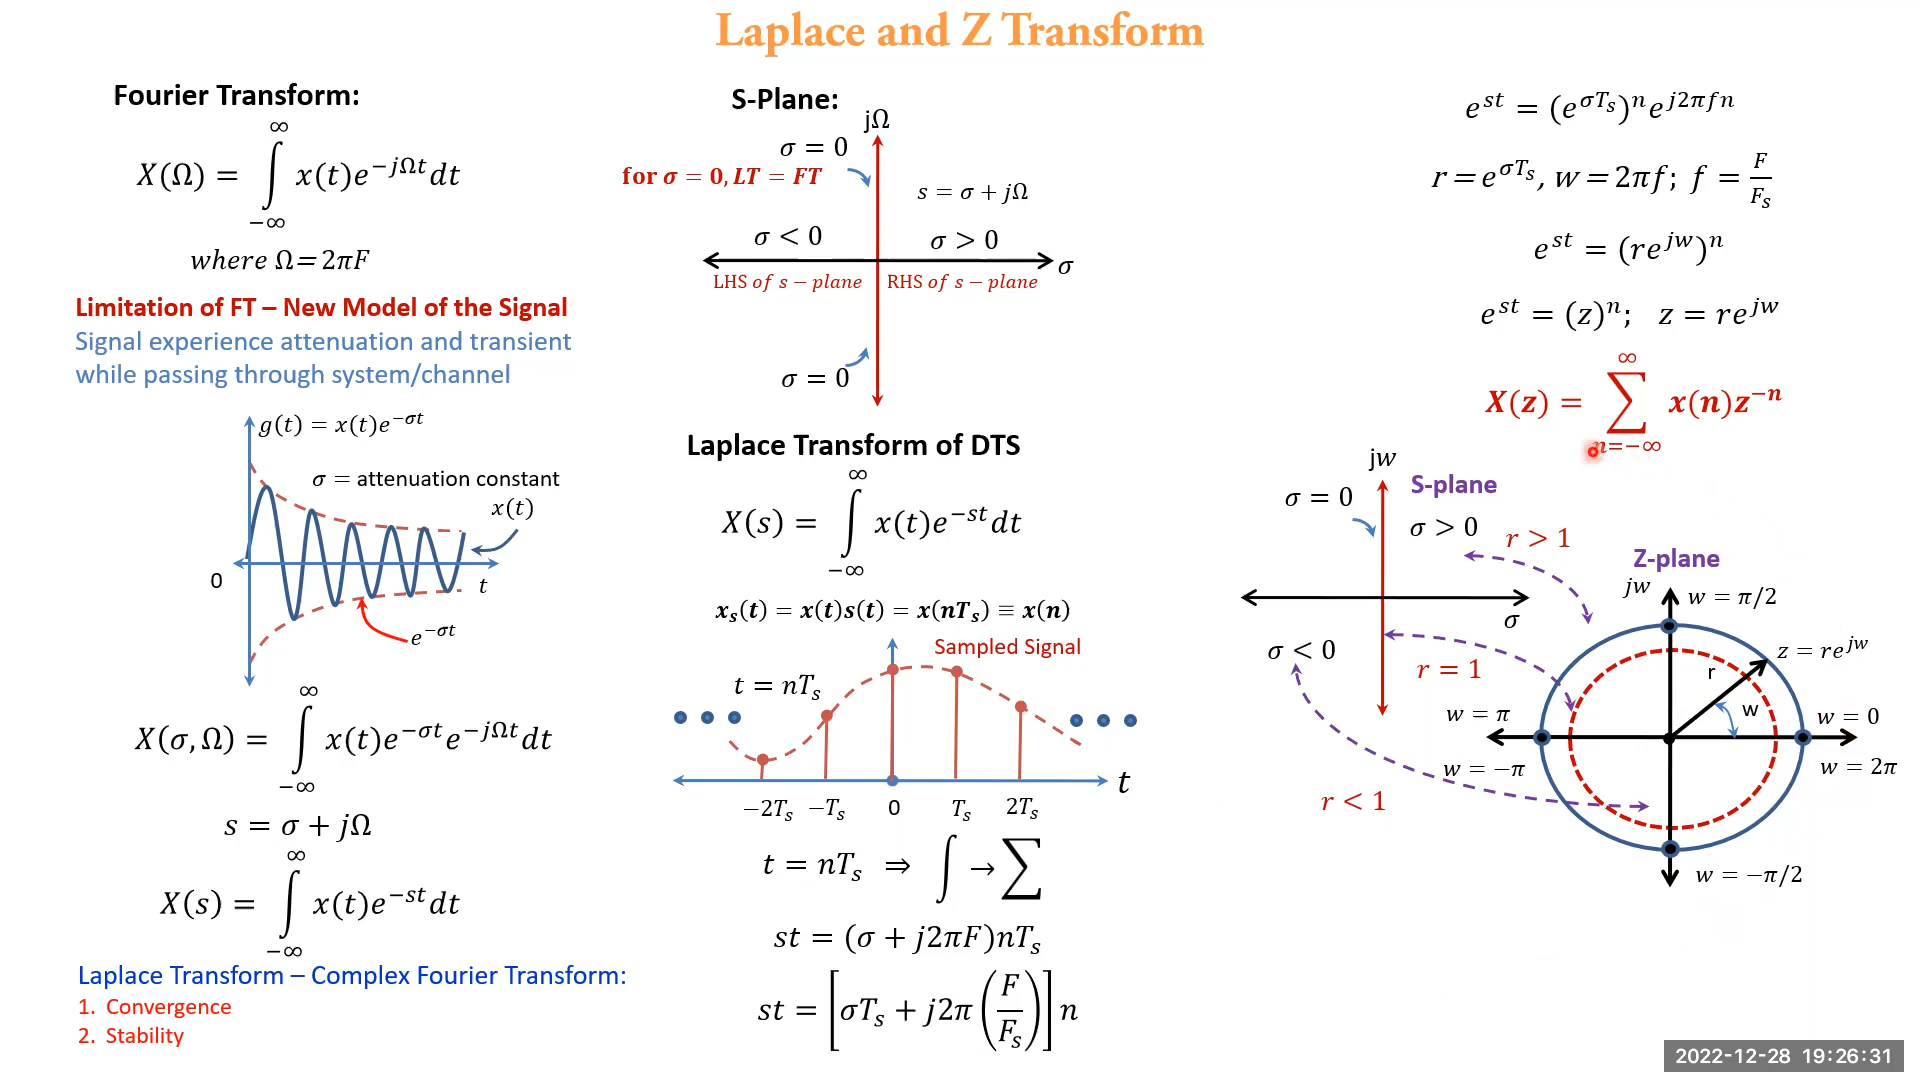 Laplace and Z Transform
Fourier Transform:
X(Ω) = ∫_{−∞}^{∞} x(t)e^{−jΩt}dt
where Ω=2πF
Limitation of FT – New Model of the Signal
Signal experience attenuation and transient
while passing through system/channel
g(t) = x(t)e^{−σt}
σ = attenuation constant
x(t)
0
t
e^{−σt}
X(σ, Ω) = ∫_{−∞}^{∞} x(t)e^{−σt}e^{−jΩt}dt
s = σ + jΩ
X(s) = ∫_{−∞}^{∞} x(t)e^{−st}dt
Laplace Transform – Complex Fourier Transform:
1. Convergence
2. Stability
S-Plane:
jΩ
σ = 0
for σ = 0, LT = FT
s = σ + jΩ
σ < 0
σ > 0
σ
LHS of s − plane
RHS of s − plane
σ = 0
Laplace Transform of DTS
X(s) = ∫_{−∞}^{∞} x(t)e^{−st}dt
x_s(t) = x(t)s(t) = x(nT_s) ≡ x(n)
Sampled Signal
t = nT_s
t
−2T_s −T_s 0 T_s 2T_s
t = nT_s ⇒ ∫ → ∑
st = (σ + j2πF)nT_s
st = [σT_s + j2π(F/F_s)] n
e^{st} = (e^{σT_s})^n e^{j2πfn}
r = e^{σT_s}, w = 2πf; f = F/F_s
e^{st} = (re^{jw})^n
e^{st} = (z)^n; z = re^{jw}
X(z) = ∑_{n=−∞}^{∞} x(n)z^{−n}
jw
S-plane
σ = 0
σ > 0
r > 1
σ
σ < 0
r = 1
r < 1
Z-plane
jw
w = π/2
z = re^{jw}
r
w
w = π
w = 0
w = −π
w = 2π
w = −π/2
2022-12-28 19:26:31